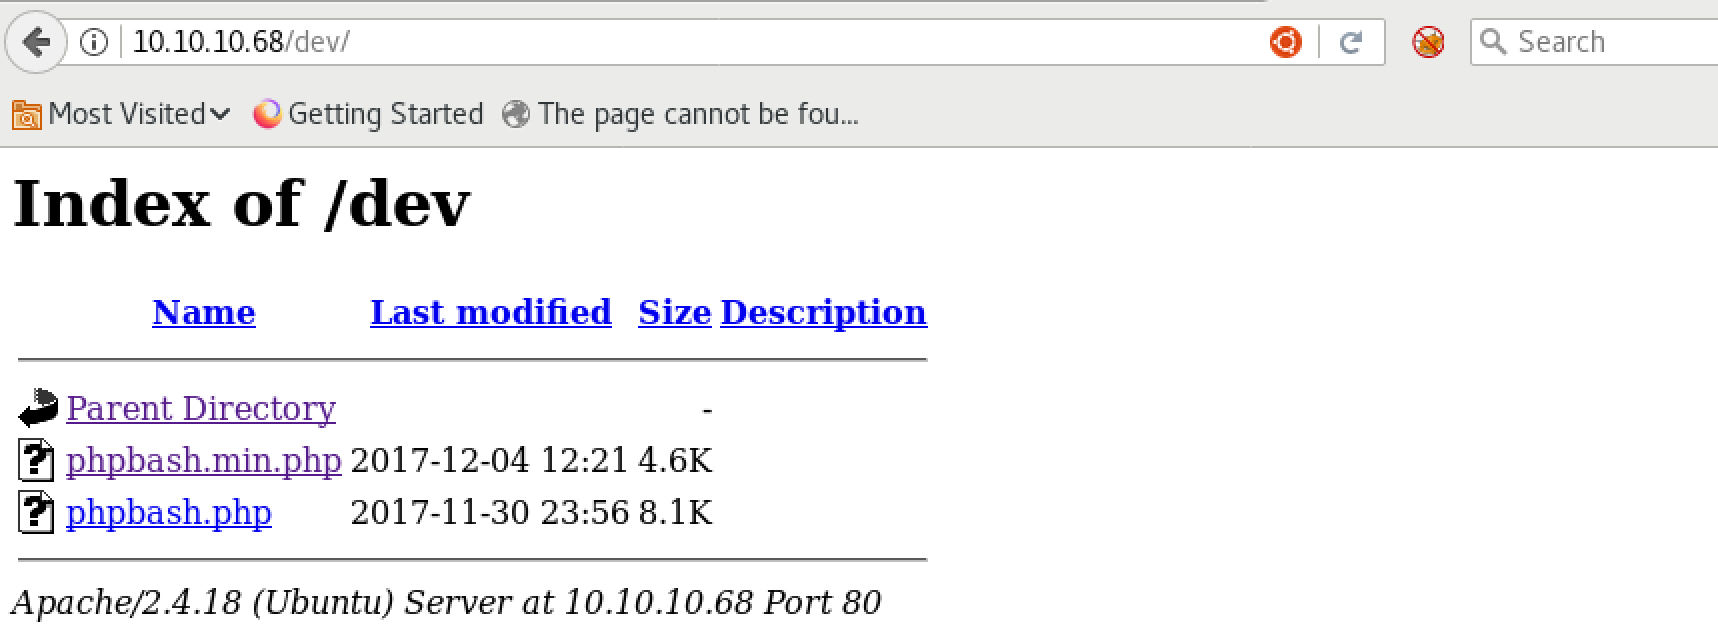 10.10.10.68/dev/ Search
Most Visited Getting Started The page cannot be fou...
Index of /dev
Name Last modified Size Description
Parent Directory -
phpbash.min.php 2017-12-04 12:21 4.6K
phpbash.php 2017-11-30 23:56 8.1K
Apache/2.4.18 (Ubuntu) Server at 10.10.10.68 Port 80